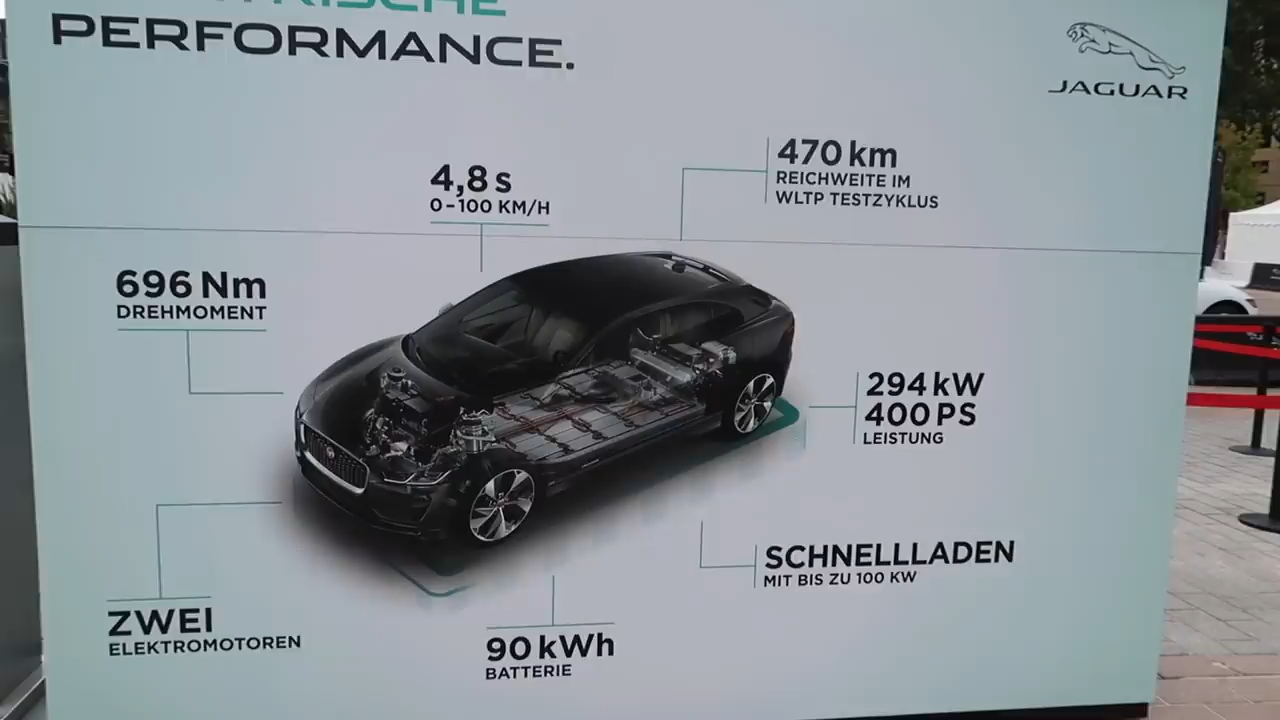 PERFORMANCE.
JAGUAR
4,8 s
0-100 KM/H
470 km
REICHWEITE IM
WLTP TESTZYKLUS
696 Nm
DREHMOMENT
294 kW
400 PS
LEISTUNG
SCHNELLLADEN
MIT BIS ZU 100 KW
ZWEI
ELEKTROMOTOREN
90 kWh
BATTERIE